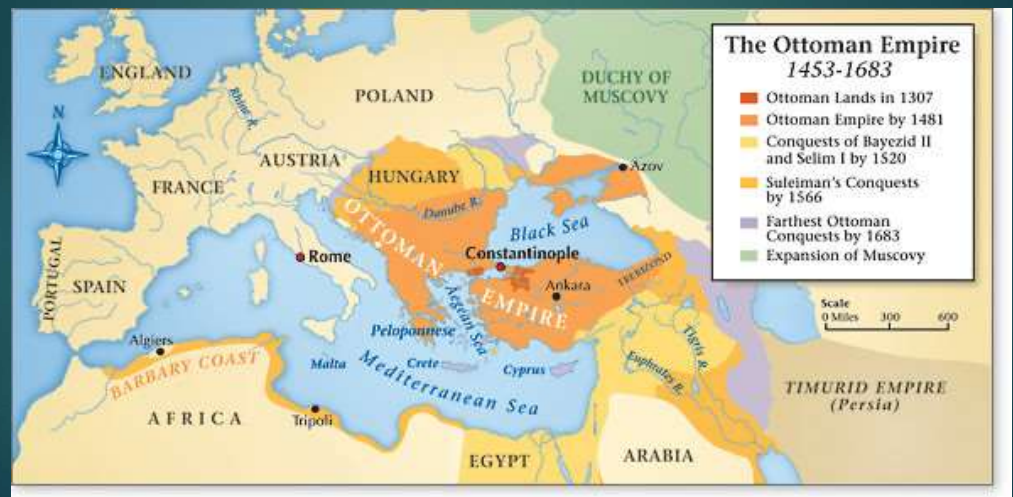 The Ottoman Empire
1453-1683
Ottoman Lands in 1307
Ottoman Empire by 1481
Conquests of Bayezid II
and Selim I by 1520
Suleiman's Conquests
by 1566
Farthest Ottoman
Conquests by 1683
Expansion of Muscovy
Scale
0 Miles 300 600
ENGLAND
N
Rhine R.
POLAND
DUCHY OF
MUSCOVY
AUSTRIA
FRANCE
HUNGARY
Azov
Danube R.
OTTOMAN
EMPIRE
Black Sea
Constantinople
Rome
PORTUGAL
SPAIN
Ankara
TREBIZOND
Aegean Sea
Peloponnese
Algiers
BARBARY COAST
Malta
Crete
Cyprus
Mediterranean Sea
Tigris R.
Euphrates R.
TIMURID EMPIRE
(Persia)
AFRICA
Tripoli
EGYPT
ARABIA